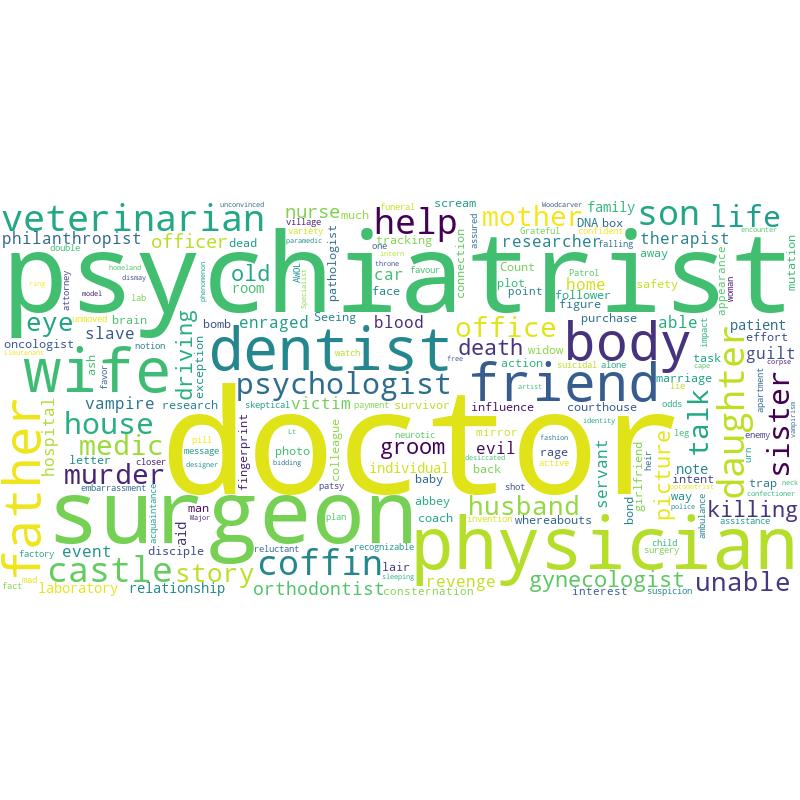 unconvinced
veterinarian
nurse
much
funeral
scream
Woodcarver
family
son life
village
variety
help
mother
Grateful
DNA box
confident
philanthropist
officer
dead
paramedic
one
tracking
connection
assured
researcher
falling
therapist
encounter
double
psychiatrist
pathologist
intern
favour
Count
away
mutation
homeland
attorney
dismay
old
phenomenon
AWOL
Specialist
throne
car
plot
Patrol
home
safety
appearance
woman
ring
model
lab
room
face
point
follower
figure
eye
unmoved
brain
driving
bomb
enraged
Seeing
blood
office
purchase
able
impact
patient
oncologist
notion
slave
exception
dentist
watch
free
death
widow
body
alone
task
effort
guilt
corpse
wife
ash
favor
action
suicidal
marriage
cape
daughter
psychologist
artist
friend
lie
apartment
vampire
research
skeptical
victim
payment
survivor
influence
courthouse
odds
urn
sister
vampirism
father
hospital
house
letter
closer
pill
message
fingerprint
Lt
colleague
neurotic
mirror
fashion
identity
leg
talk
enemy
neck
medic
designer
bidding
photo
groom
evil
rage
heir
girlfriend
picture
note
murder
doctor
individual
desiccated
back
active
servant
intent
trap
confectioner
embarrassment
acquaintance
man
patsy
baby
shot
way
police
ambulance
surgeon
Major
plan
abbey
invention
husband
bond
killing
factory
event
disciple
aid
reluctant
coach
whereabouts
assistance
recognizable
child
surgery
physician
castle
story
coffin
lair
sleeping
revenge
gynecologist
unable
fact
mad
laboratory
relationship
orthodontist
consternation
interest
suspicion